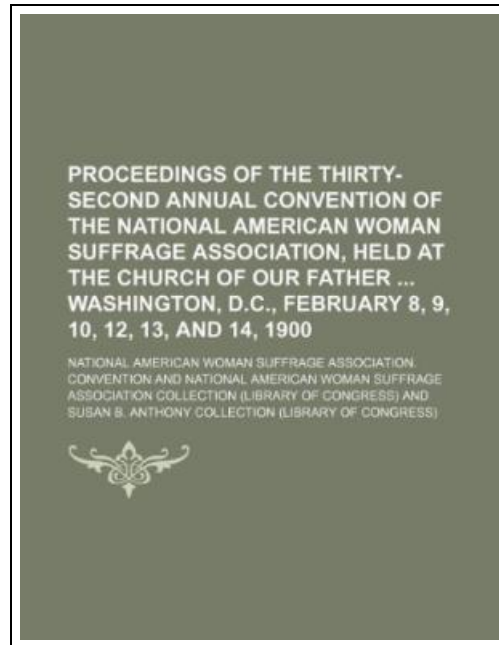 PROCEEDINGS OF THE THIRTY-
SECOND ANNUAL CONVENTION OF
THE NATIONAL AMERICAN WOMAN
SUFFRAGE ASSOCIATION, HELD AT
THE CHURCH OF OUR FATHER ...
WASHINGTON, D.C., FEBRUARY 8, 9,
10, 12, 13, AND 14, 1900
NATIONAL AMERICAN WOMAN SUFFRAGE ASSOCIATION.
CONVENTION AND NATIONAL AMERICAN WOMAN SUFFRAGE
ASSOCIATION COLLECTION (LIBRARY OF CONGRESS) AND
SUSAN B. ANTHONY COLLECTION (LIBRARY OF CONGRESS)